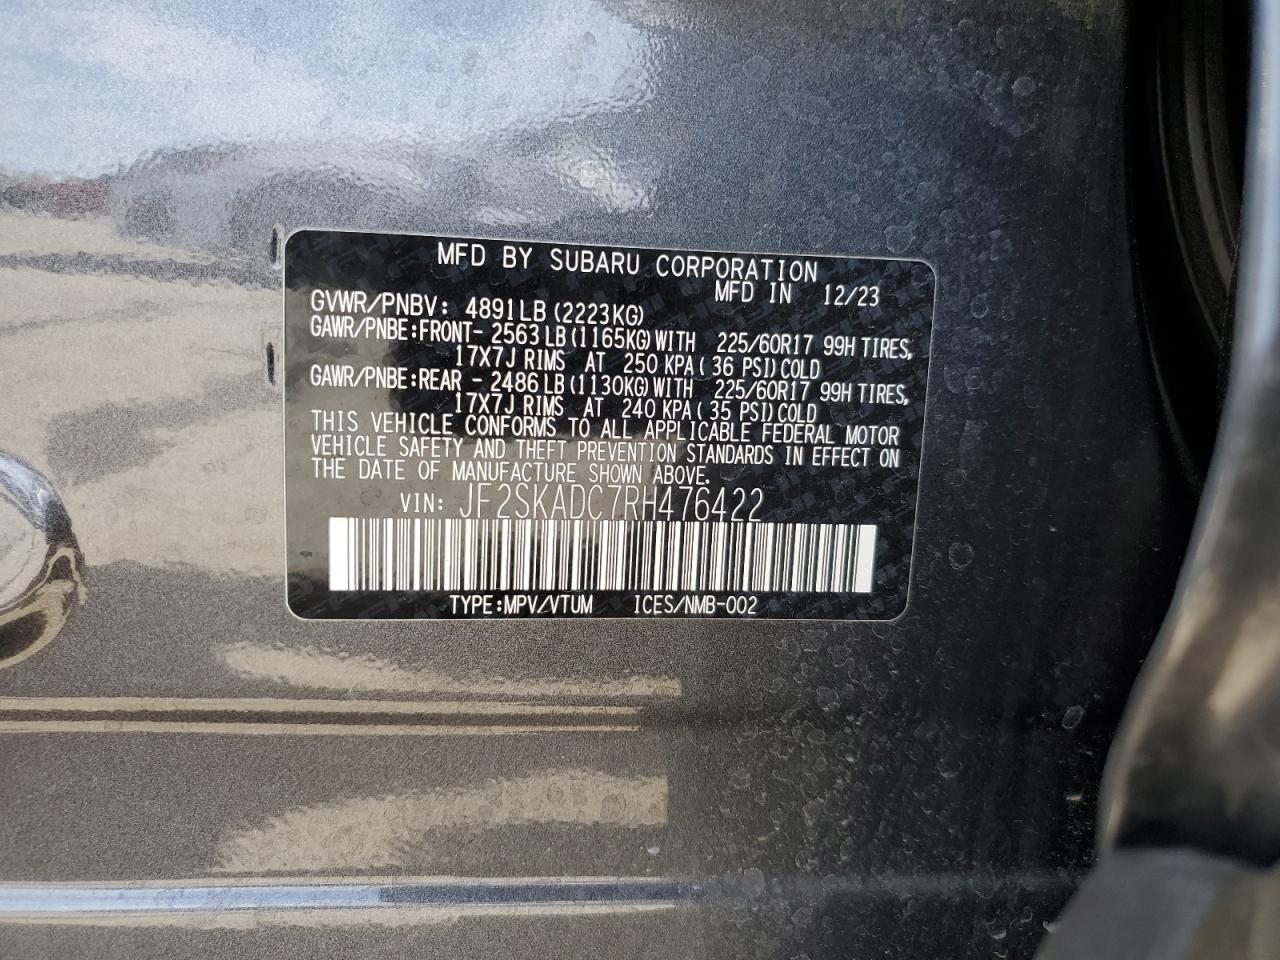 MFD BY SUBARU CORPORATION
MFD IN 12/23
GVWR/PNBV: 4891LB (2223KG)
GAWR/PNBE:FRONT- 2563 LB (1165KG) WITH 225/60R17 99H TIRES,
17X7J RIMS AT 250 KPA( 36 PSI) COLD
GAWR/PNBE:REAR - 2486 LB (1130KG) WITH 225/60R17 99H TIRES,
17X7J RIMS AT 240 KPA( 35 PSI) COLD
THIS VEHICLE CONFORMS TO ALL APPLICABLE FEDERAL MOTOR
VEHICLE SAFETY AND THEFT PREVENTION STANDARDS IN EFFECT ON
THE DATE OF MANUFACTURE SHOWN ABOVE.
VIN: JF2SKADC7RH476422
TYPE:MPV/VTUM ICES/NMB-002